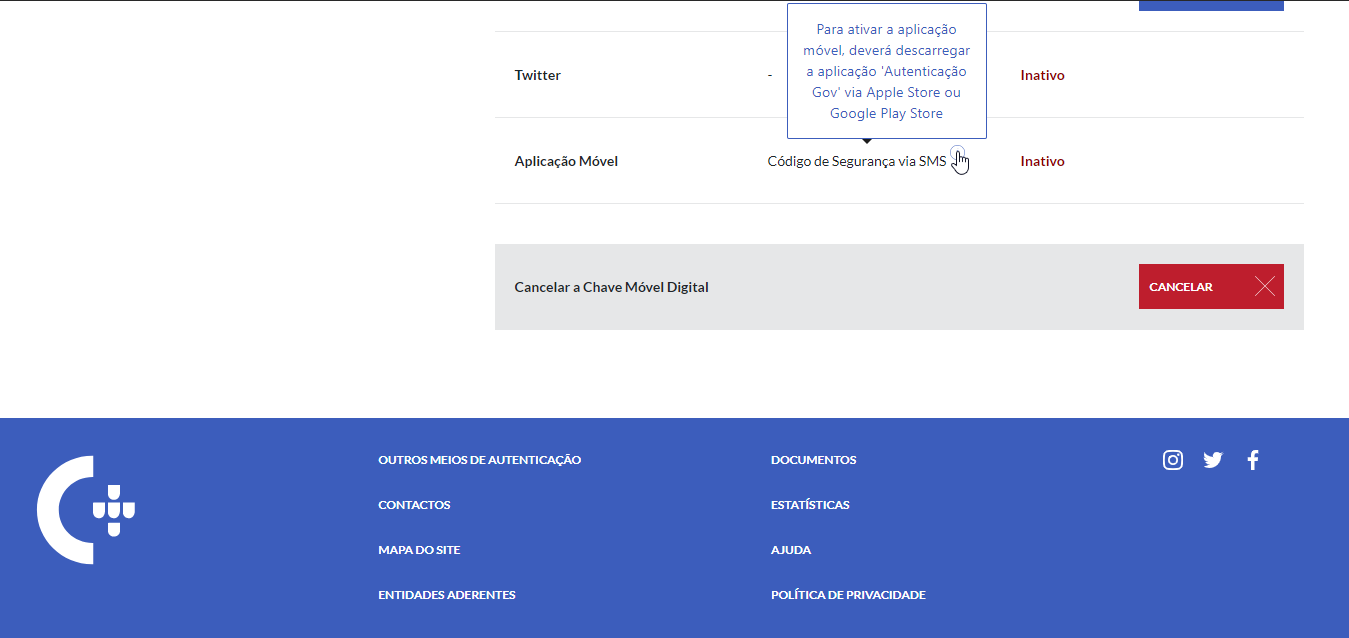 Para ativar a aplicação
móvel, deverá descarregar
a aplicação 'Autenticação
Gov' via Apple Store ou
Google Play Store
Twitter - Inativo
Aplicação Móvel Código de Segurança via SMS Inativo
Cancelar a Chave Móvel Digital CANCELAR
OUTROS MEIOS DE AUTENTICAÇÃO DOCUMENTOS
CONTACTOS ESTATÍSTICAS
MAPA DO SITE AJUDA
ENTIDADES ADERENTES POLÍTICA DE PRIVACIDADE